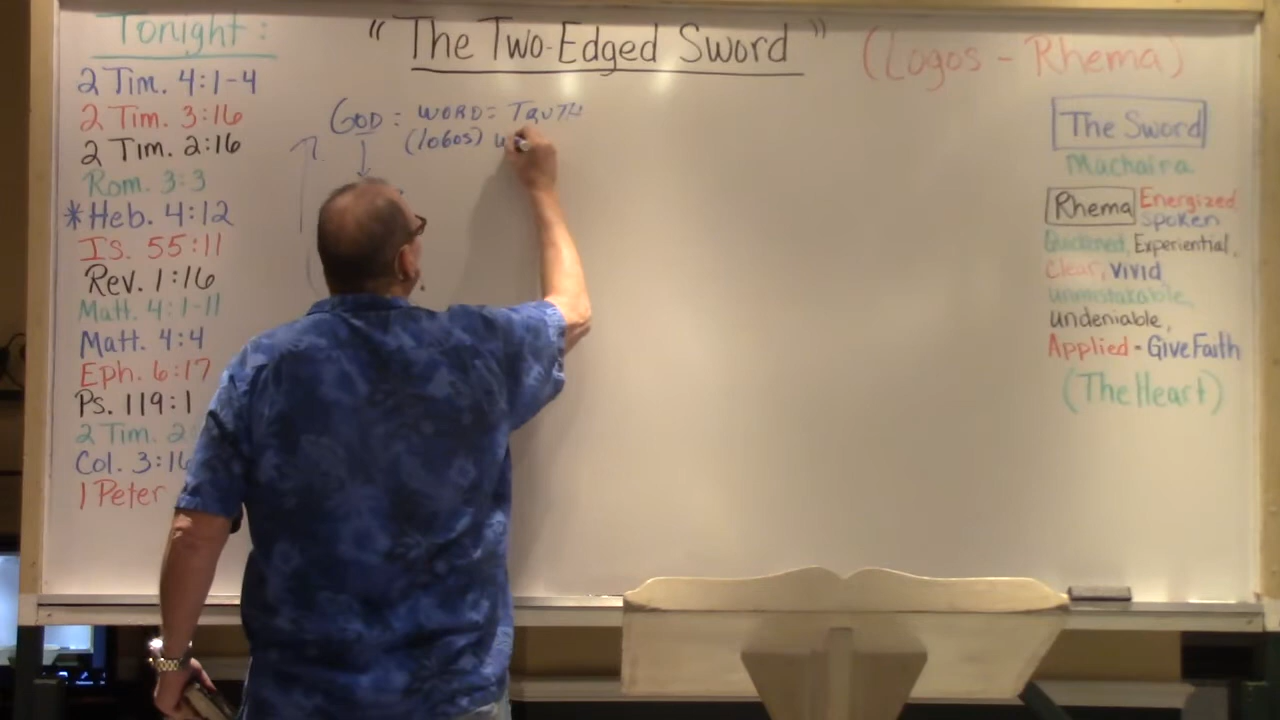 Tonight:
2 Tim. 4:1-4
2 Tim. 3:16
2 Tim. 2:16
Rom. 3:3
*Heb. 4:12
Is. 55:11
Rev. 1:16
Matt. 4:1-11
Matt. 4:4
Eph. 6:17
Ps. 119:1
2 Tim. 2
Col. 3:16
1 Peter
"The Two-Edged Sword"
(Logos - Rhema)
GOD: WORD = TRUTH
(logos)
The Sword
Machaira
Rhema Energized
spoken
Quickened, Experiential,
Clear, Vivid,
unmistakable,
undeniable,
Applied - Give Faith
(The Heart)